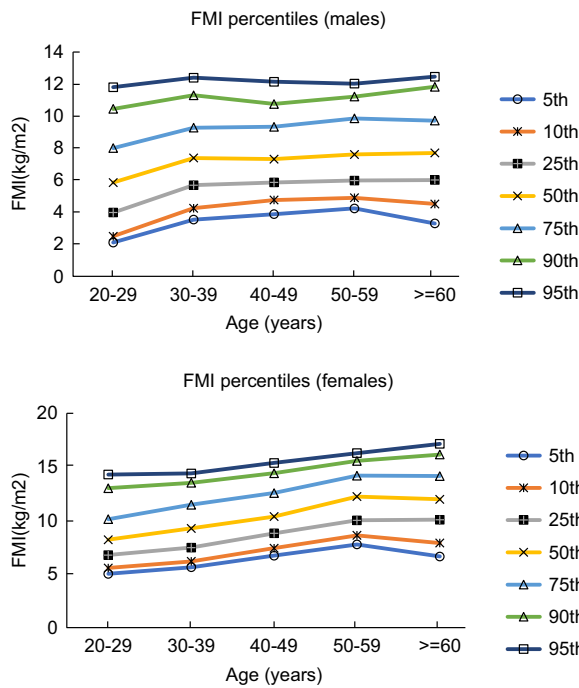 FMI percentiles (males)
14
12
10
8
6
4
2
0
FMI(kg/m2)
20-29 30-39 40-49 50-59 >=60
Age (years)
5th
10th
25th
50th
75th
90th
95th
FMI percentiles (females)
20
15
10
5
0
FMI(kg/m2)
20-29 30-39 40-49 50-59 >=60
Age (years)
5th
10th
25th
50th
75th
90th
95th